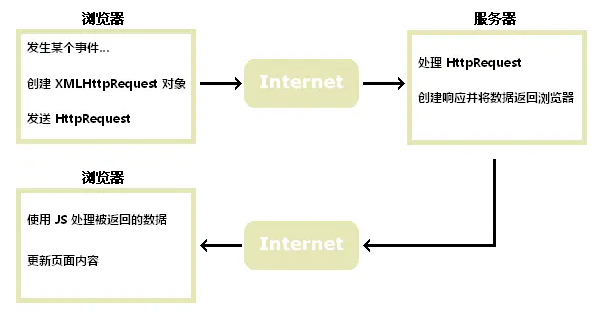 浏览器
发生某个事件...
创建 XMLHttpRequest 对象
发送 HttpRequest
Internet
服务器
处理 HttpRequest
创建响应并将数据返回浏览器
浏览器
使用 JS 处理被返回的数据
更新页面内容
Internet